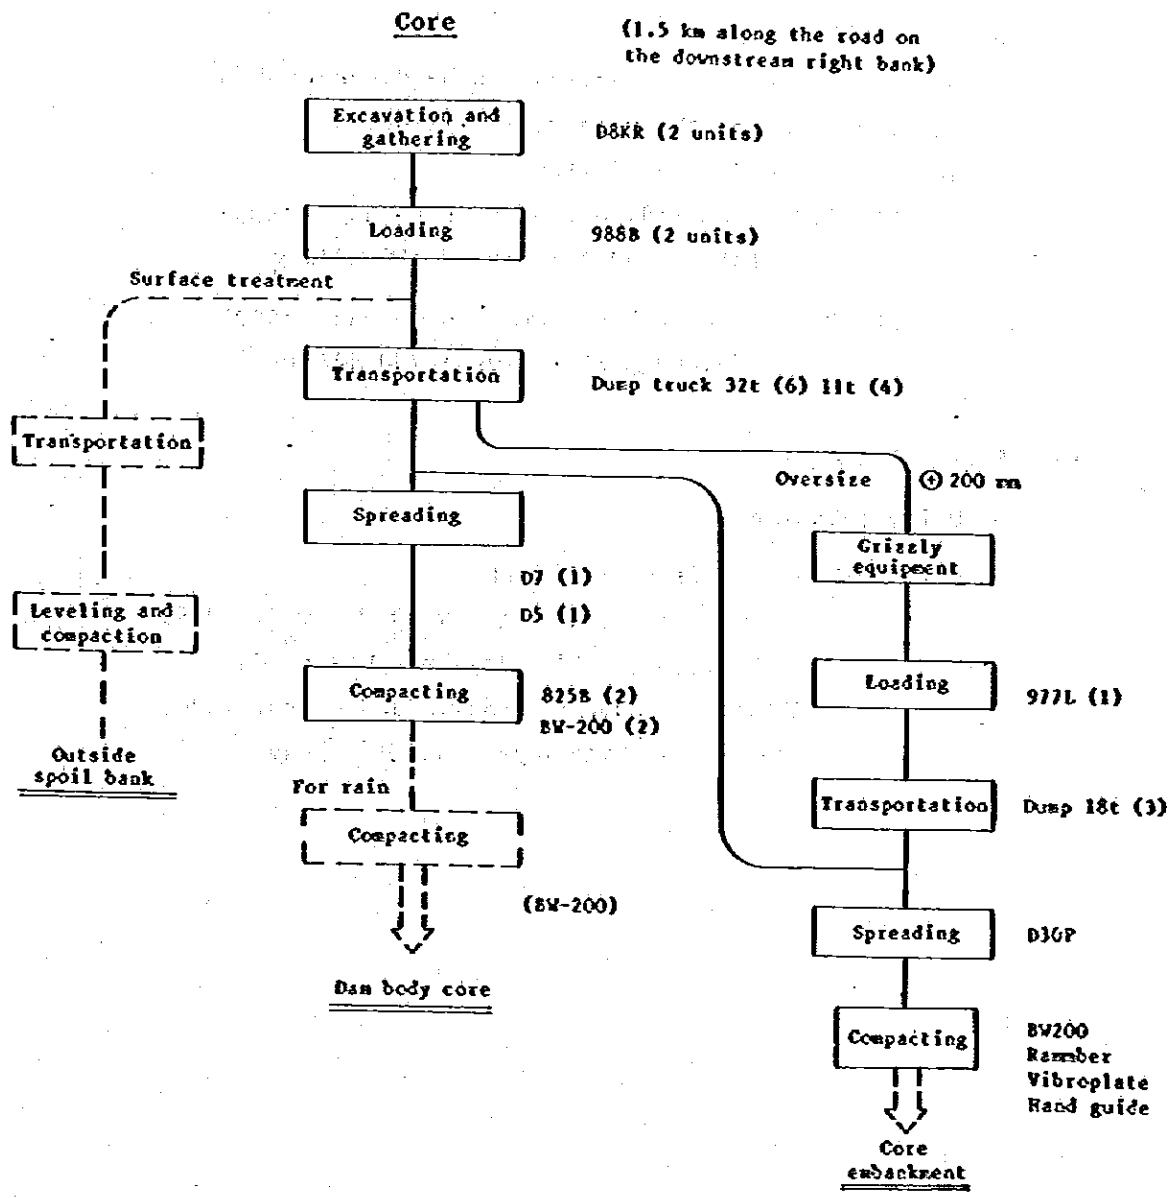 Core
(1.5 km along the road on
the downstream right bank)
Excavation and
gathering
D8KR (2 units)
Loading
988B (2 units)
Surface treatment
Transportation
Dump truck 32t (6) 11t (4)
Transportation
Oversize
⊕ 200 mm
Spreading
Grizzly
equipment
D7 (1)
D5 (1)
Leveling and
compaction
Compacting
825B (2)
BW-200 (2)
Loading
977L (1)
Outside
spoil bank
For rain
Compacting
(BW-200)
Transportation
Dump 18t (3)
Dam body core
Spreading
D3GP
Compacting
BW200
Rammber
Vibroplate
Hand guide
Core
embackment